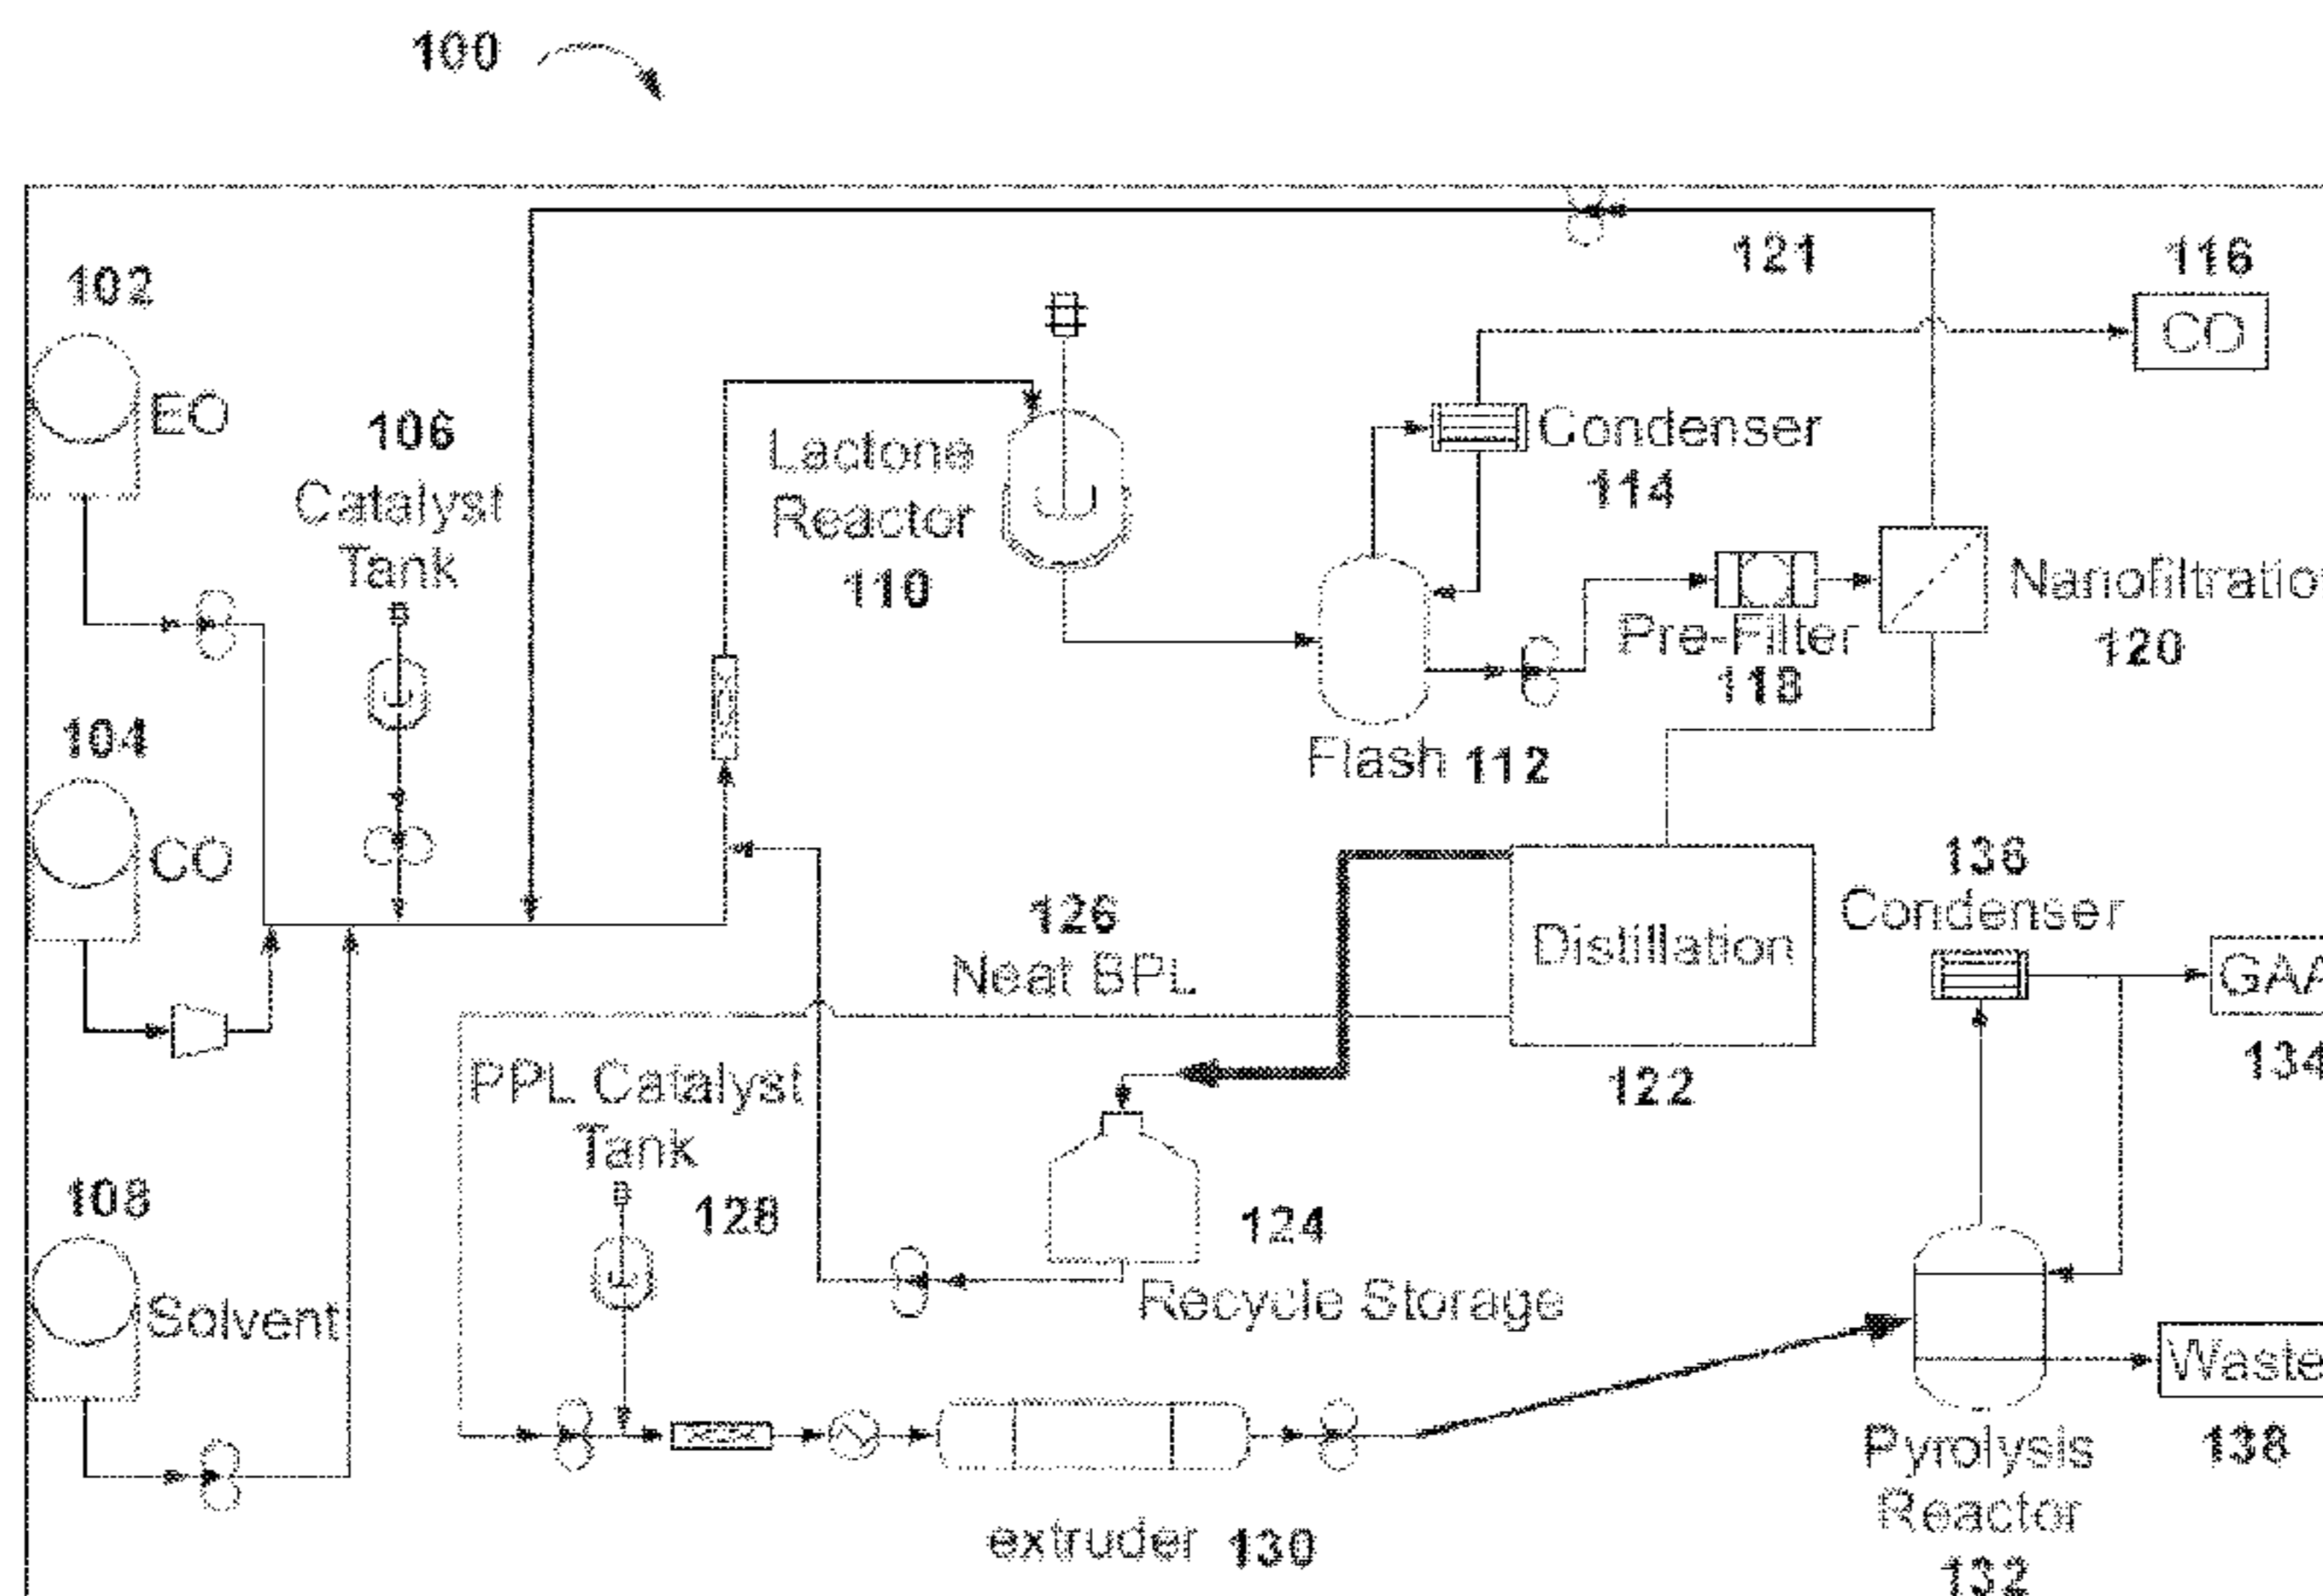 100
121
116
CO
102
EO
106
Catalyst
Tank
Lactone
Reactor
110
Condenser
114
Nanofiltration
120
Pre-Filter
118
Flash 112
104
CO
136
Condenser
126
Neat BPL
Distillation
122
GAA
134
PPL Catalyst
Tank
128
108
Solvent
124
Recycle Storage
Waste
138
Pyrolysis
Reactor
132
extruder 130